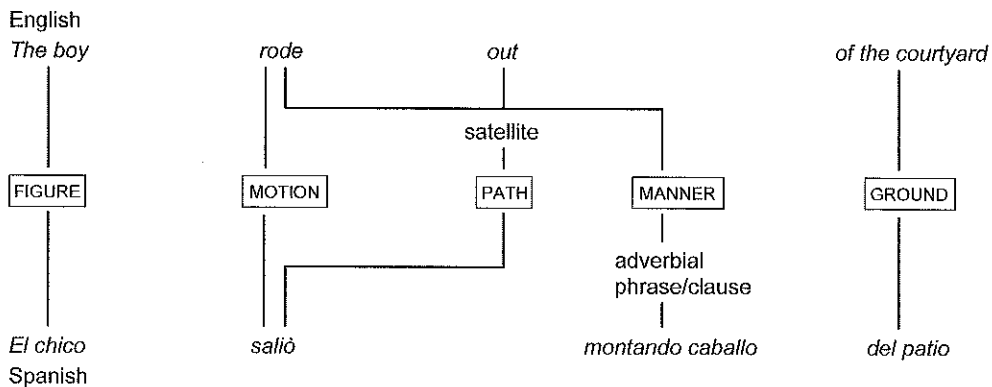 English
The boy rode out of the courtyard
satellite
FIGURE MOTION PATH MANNER GROUND
adverbial
phrase/clause
El chico saliò montando caballo del patio
Spanish